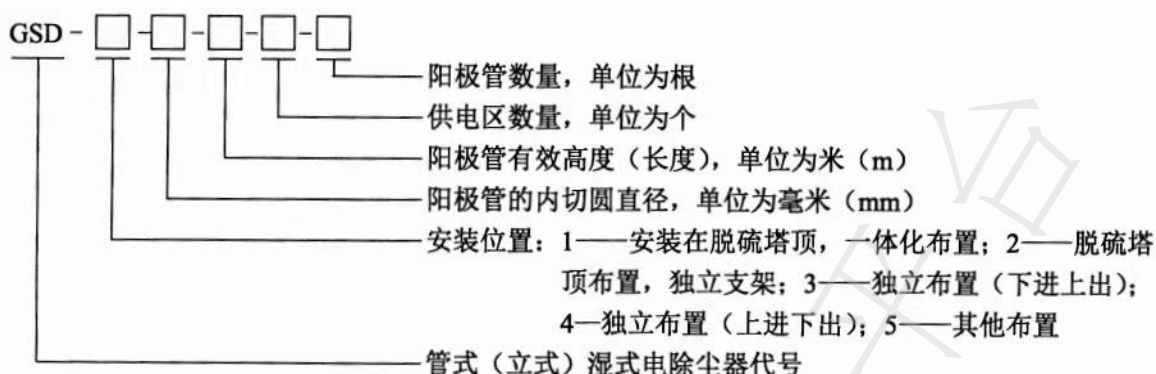 GSD-□-□-□-□-□
阳极管数量，单位为根
供电区数量，单位为个
阳极管有效高度（长度），单位为米（m）
阳极管的内切圆直径，单位为毫米（mm）
安装位置：1——安装在脱硫塔顶，一体化布置；2——脱硫塔
顶布置，独立支架；3——独立布置（下进上出）；
4—独立布置（上进下出）；5——其他布置
管式（立式）湿式电除尘器代号